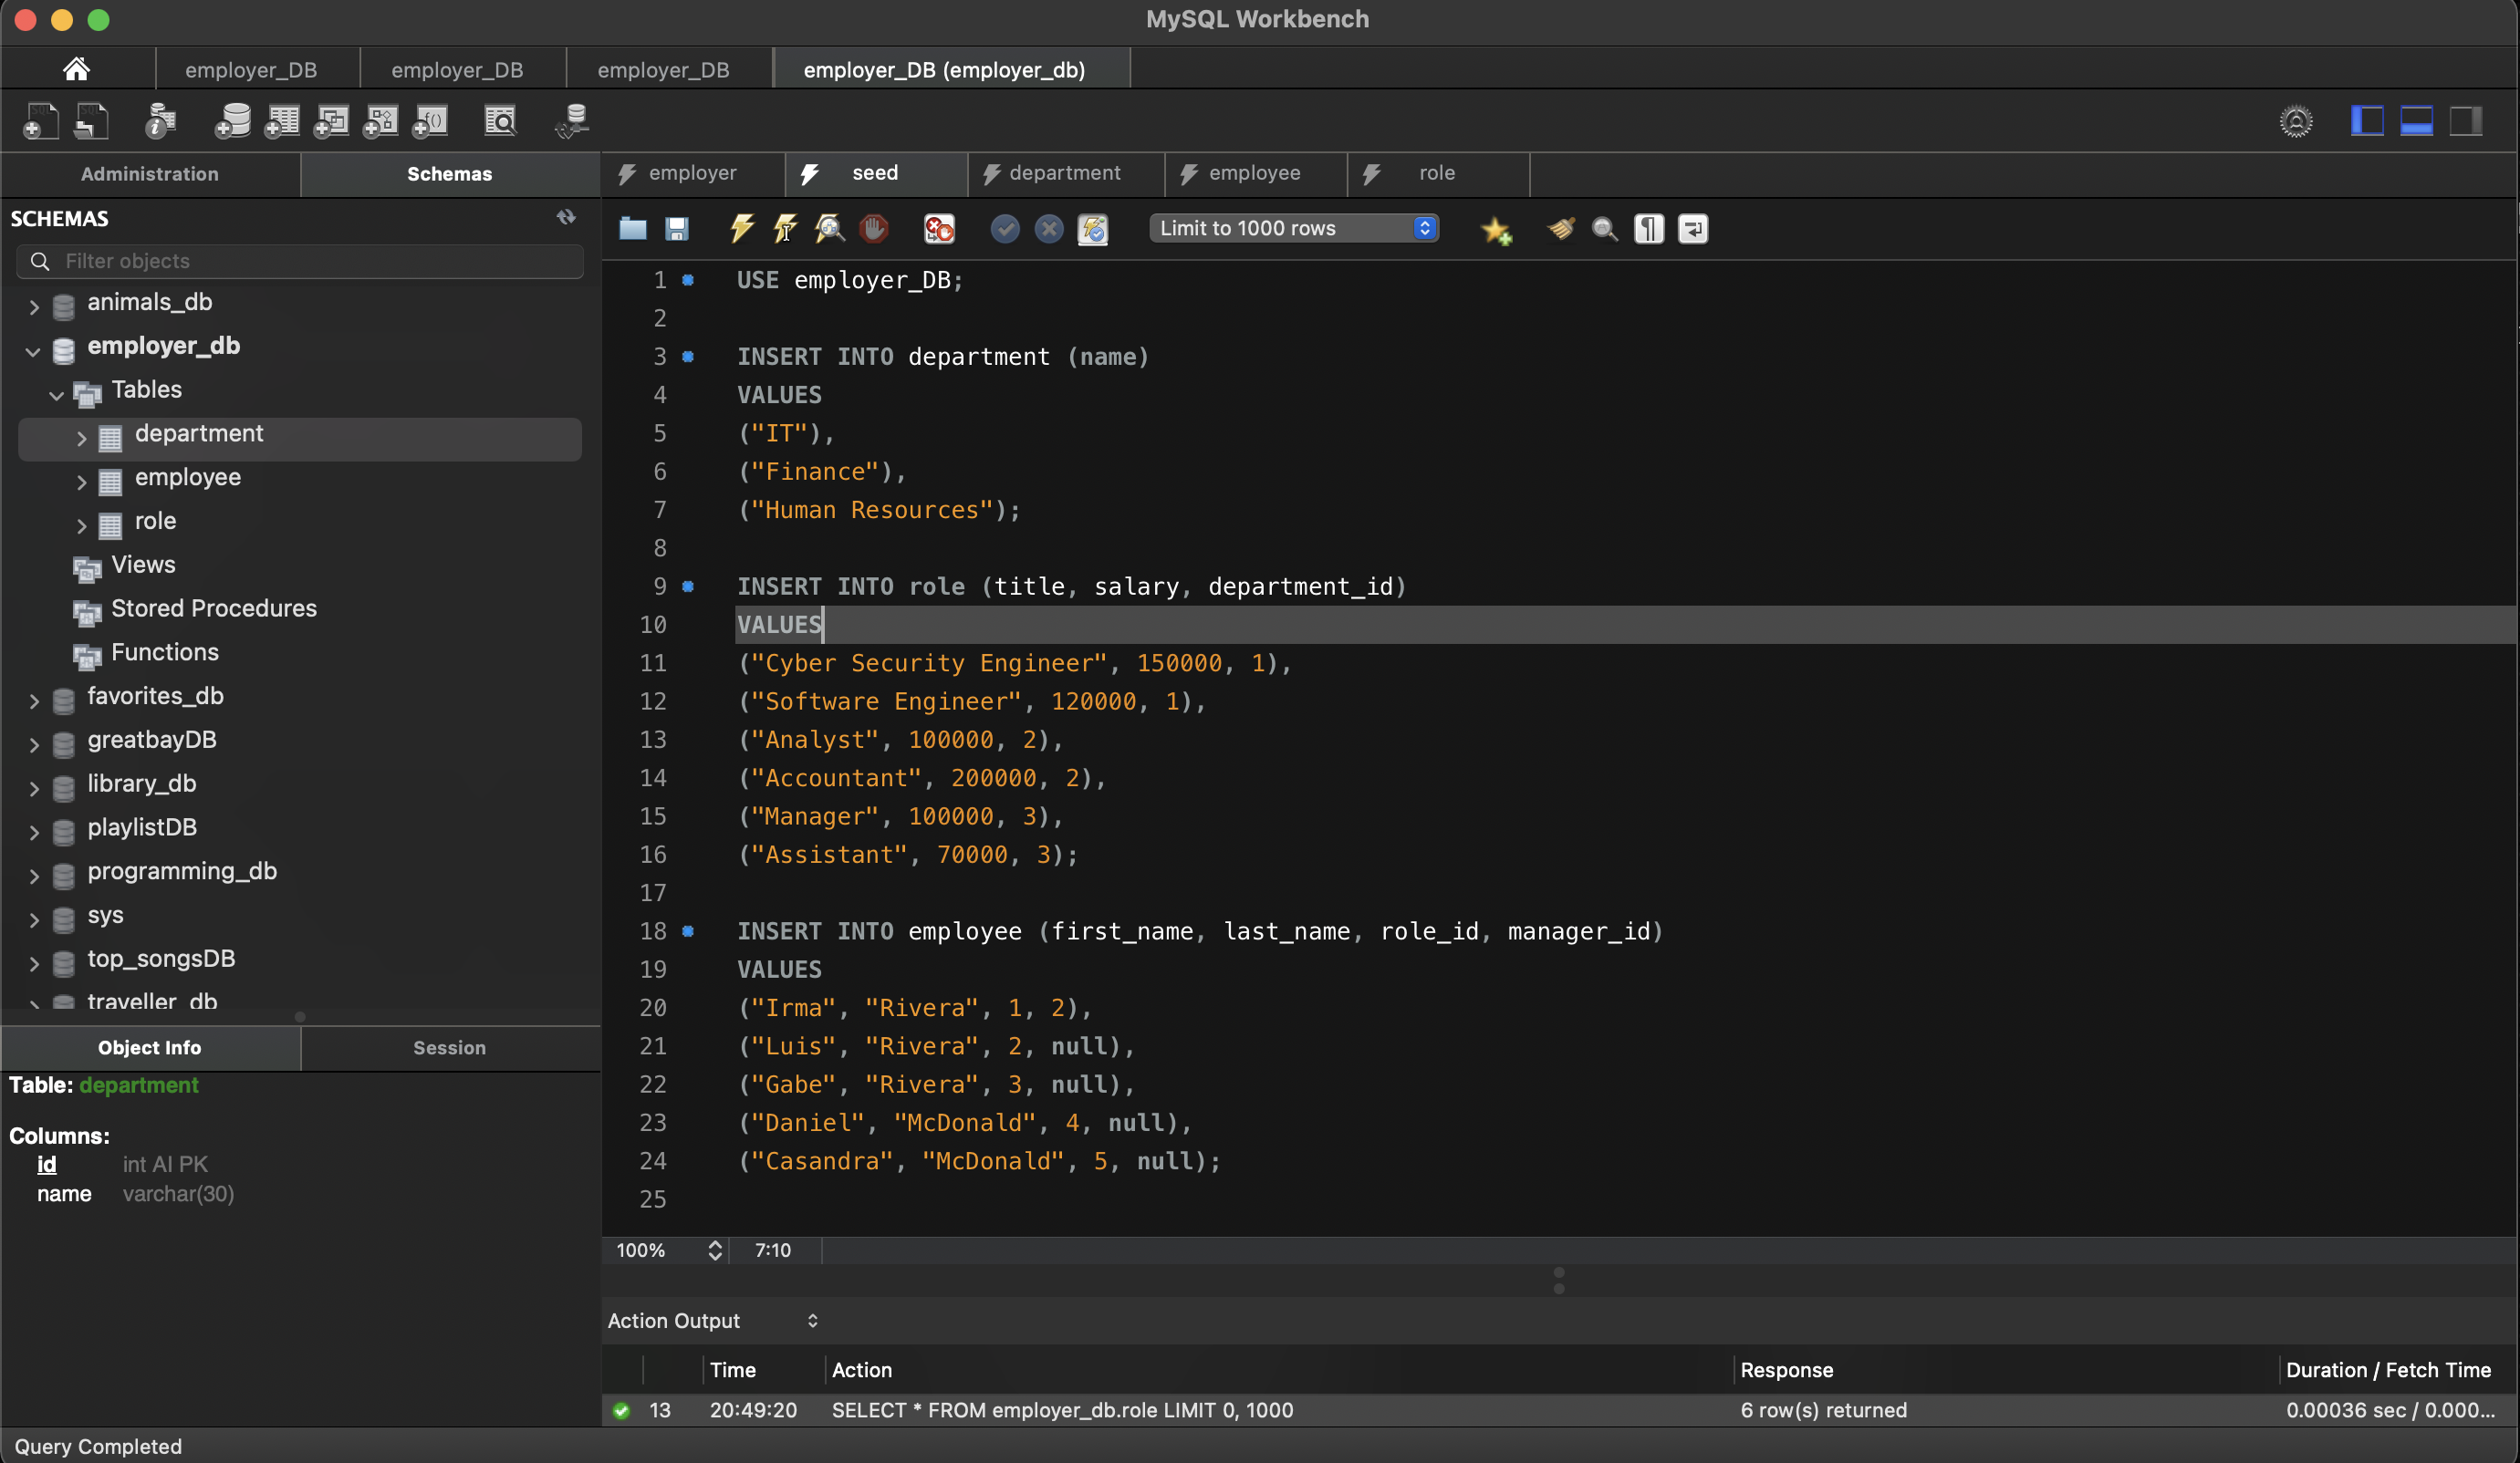 MySQL Workbench
employer_DB employer_DB employer_DB employer_DB (employer_db)
Administration Schemas
employer seed department employee role
SCHEMAS
Filter objects
animals_db
employer_db
Tables
department
employee
role
Views
Stored Procedures
Functions
favorites_db
greatbayDB
library_db
playlistDB
programming_db
sys
top_songsDB
traveller_db
Object Info Session
Table: department
Columns:
id int AI PK
name varchar(30)
Limit to 1000 rows
1 USE employer_DB;
2
3 INSERT INTO department (name)
4 VALUES
5 ("IT"),
6 ("Finance"),
7 ("Human Resources");
8
9 INSERT INTO role (title, salary, department_id)
10 VALUES
11 ("Cyber Security Engineer", 150000, 1),
12 ("Software Engineer", 120000, 1),
13 ("Analyst", 100000, 2),
14 ("Accountant", 200000, 2),
15 ("Manager", 100000, 3),
16 ("Assistant", 70000, 3);
17
18 INSERT INTO employee (first_name, last_name, role_id, manager_id)
19 VALUES
20 ("Irma", "Rivera", 1, 2),
21 ("Luis", "Rivera", 2, null),
22 ("Gabe", "Rivera", 3, null),
23 ("Daniel", "McDonald", 4, null),
24 ("Casandra", "McDonald", 5, null);
25
100% 7:10
Action Output
Time Action Response Duration / Fetch Time
13 20:49:20 SELECT * FROM employer_db.role LIMIT 0, 1000 6 row(s) returned 0.00036 sec / 0.000...
Query Completed